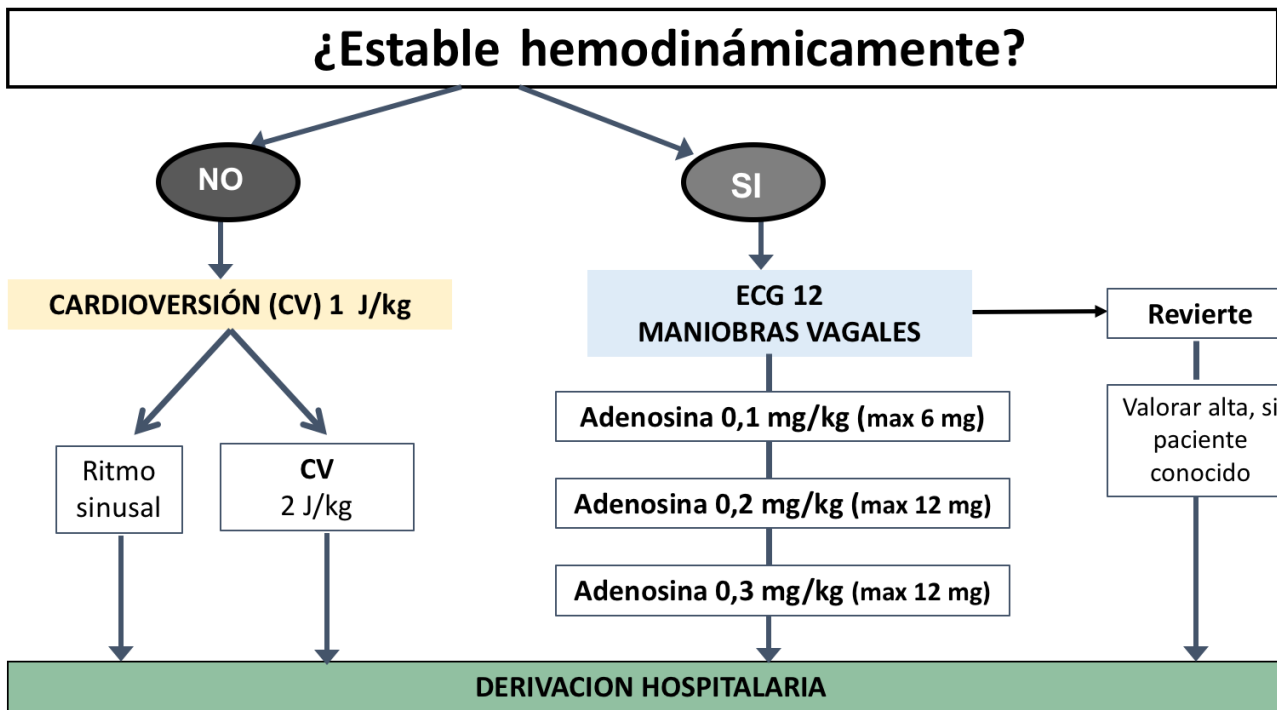 ¿Estable hemodinámicamente?
NO
SI
CARDIOVERSIÓN (CV) 1 J/kg
ECG 12
MANIOBRAS VAGALES
Revierte
Adenosina 0,1 mg/kg (max 6 mg)
Valorar alta, si
paciente
conocido
Ritmo
sinusal
CV
2 J/kg
Adenosina 0,2 mg/kg (max 12 mg)
Adenosina 0,3 mg/kg (max 12 mg)
DERIVACION HOSPITALARIA